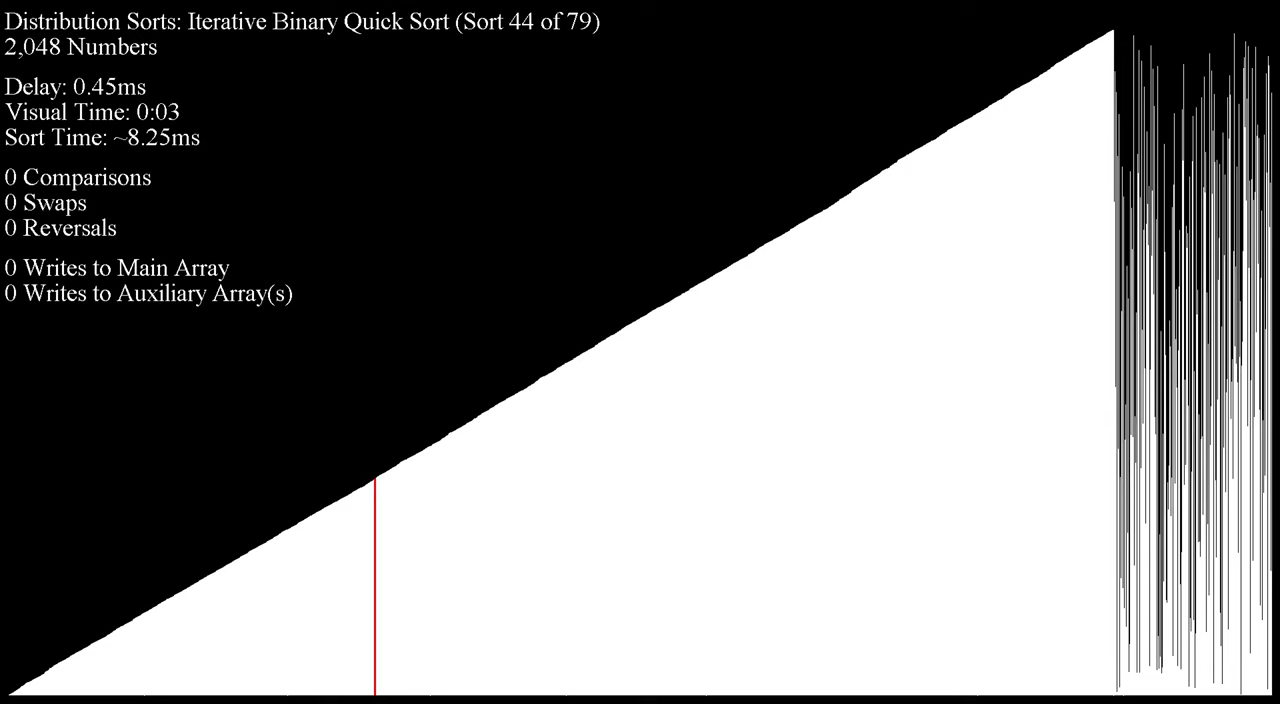 Distribution Sorts: Iterative Binary Quick Sort (Sort 44 of 79)
2,048 Numbers
Delay: 0.45ms
Visual Time: 0:03
Sort Time: ~8.25ms
0 Comparisons
0 Swaps
0 Reversals
0 Writes to Main Array
0 Writes to Auxiliary Array(s)